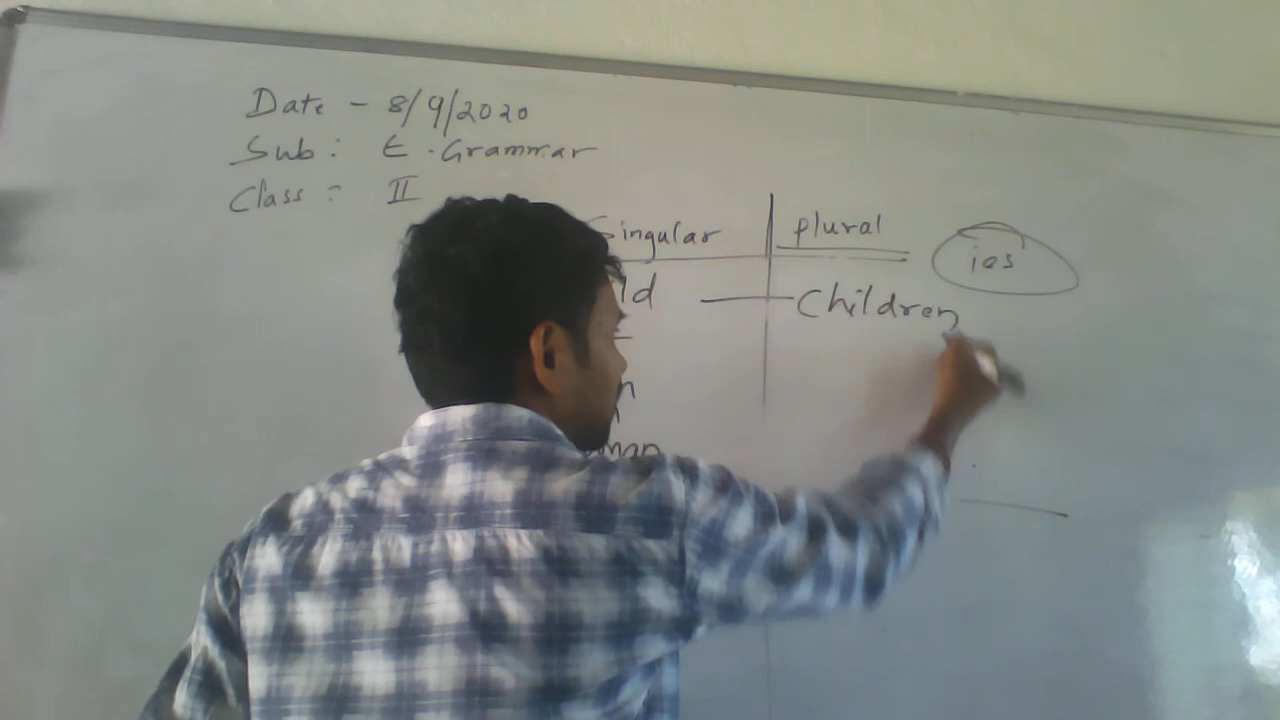 Date - 8/9/2020
Sub: E. Grammar
Class: II
Singular plural
ies
Children